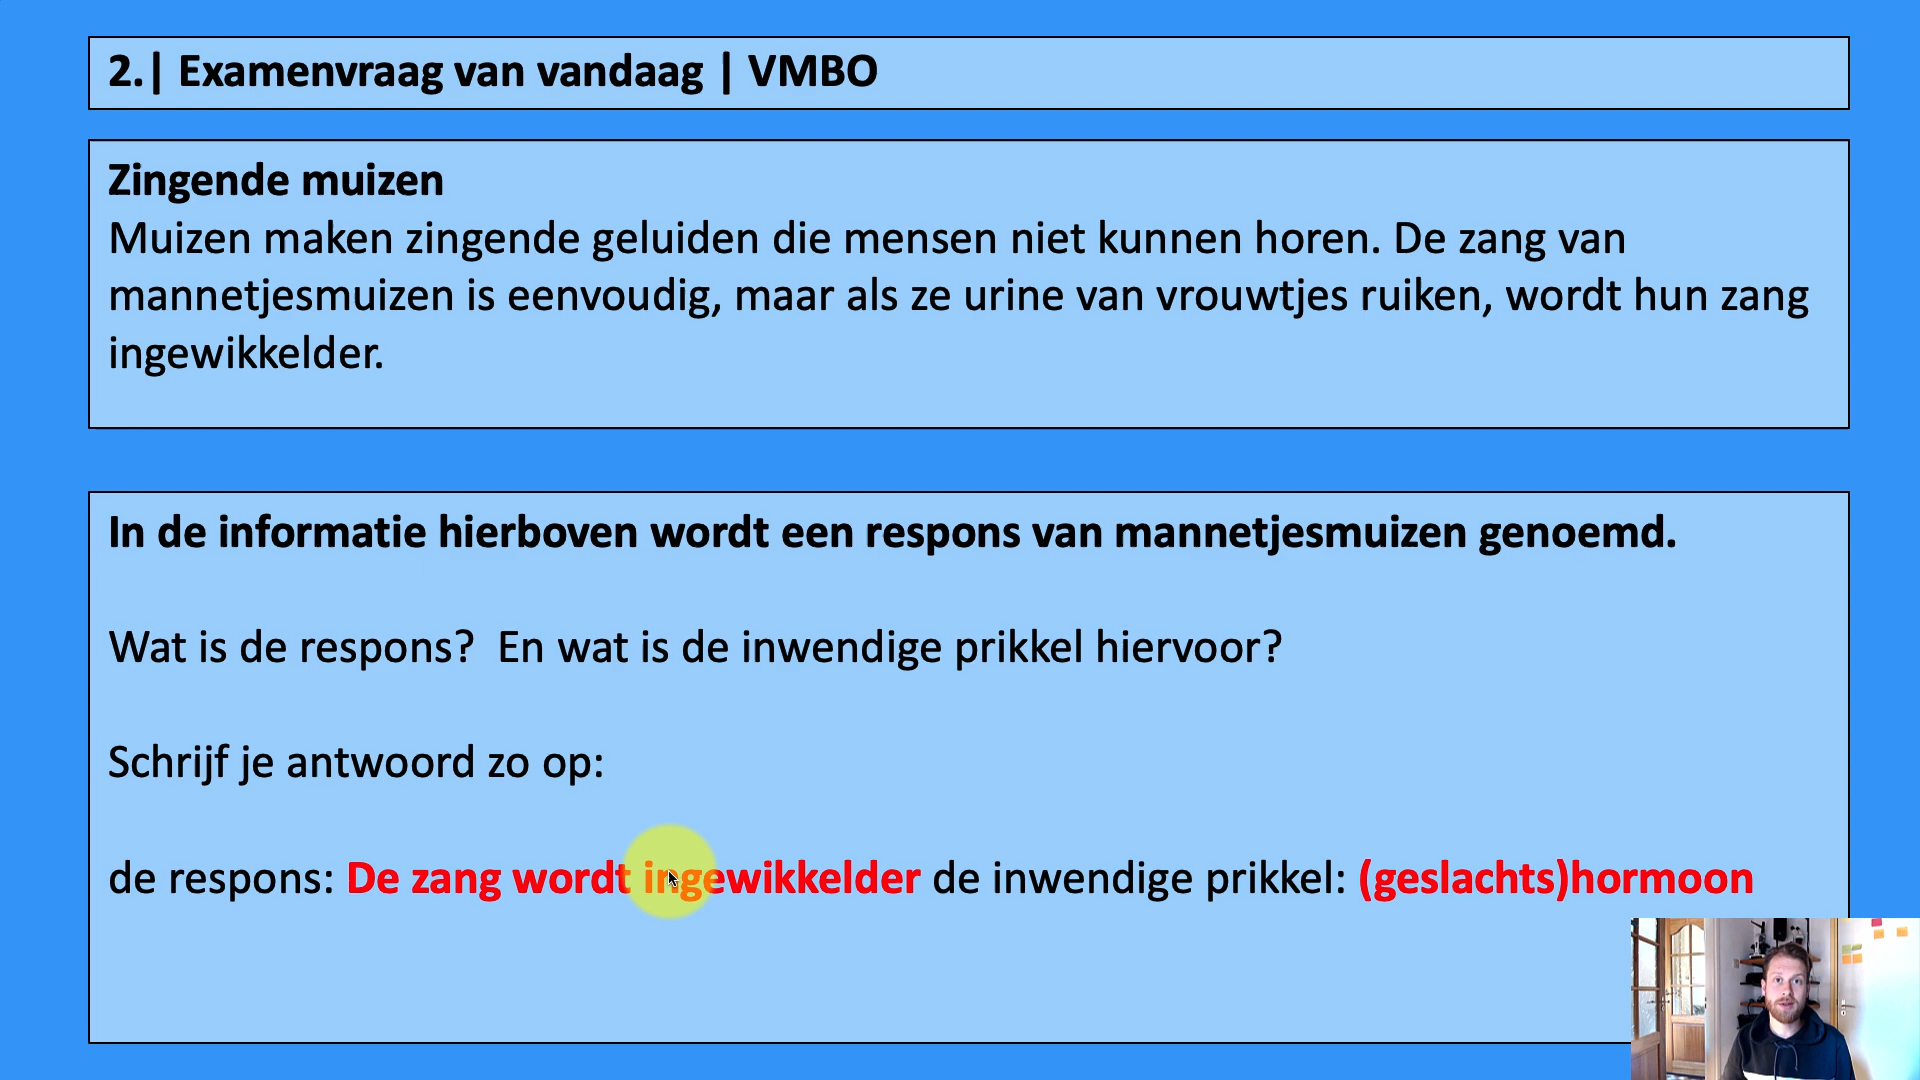 2.| Examenvraag van vandaag | VMBO
Zingende muizen
Muizen maken zingende geluiden die mensen niet kunnen horen. De zang van
mannetjesmuizen is eenvoudig, maar als ze urine van vrouwtjes ruiken, wordt hun zang
ingewikkelder.
In de informatie hierboven wordt een respons van mannetjesmuizen genoemd.
Wat is de respons?  En wat is de inwendige prikkel hiervoor?
Schrijf je antwoord zo op:
de respons: De zang wordt ingewikkelder de inwendige prikkel: (geslachts)hormoon